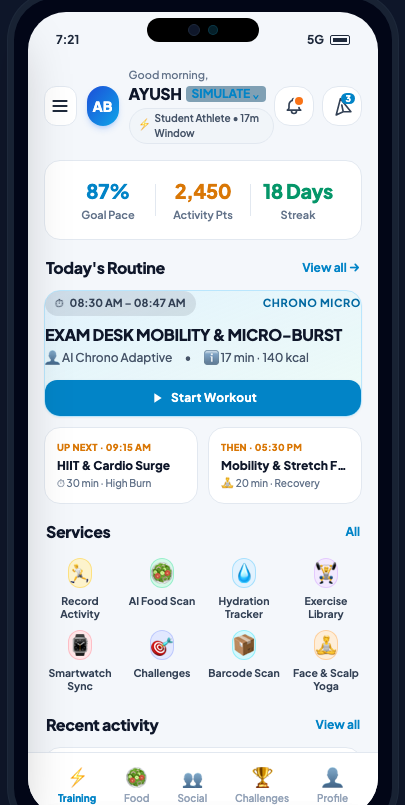 7:21
5G
Good morning,
AB
AYUSH SIMULATE
⚡ Student Athlete • 17m
Window
3
87%
Goal Pace
2,450
Activity Pts
18 Days
Streak
Today's Routine
View all →
⏱ 08:30 AM – 08:47 AM
CHRONO MICRO
EXAM DESK MOBILITY & MICRO-BURST
👤AI Chrono Adaptive • ℹ️17 min · 140 kcal
▶ Start Workout
UP NEXT · 09:15 AM
HIIT & Cardio Surge
⏱30 min · High Burn
THEN · 05:30 PM
Mobility & Stretch F...
🧘20 min · Recovery
Services
All
Record
Activity
AI Food Scan
Hydration
Tracker
Exercise
Library
Smartwatch
Sync
Challenges
Barcode Scan
Face & Scalp
Yoga
Recent activity
View all
Training
Food
Social
Challenges
Profile